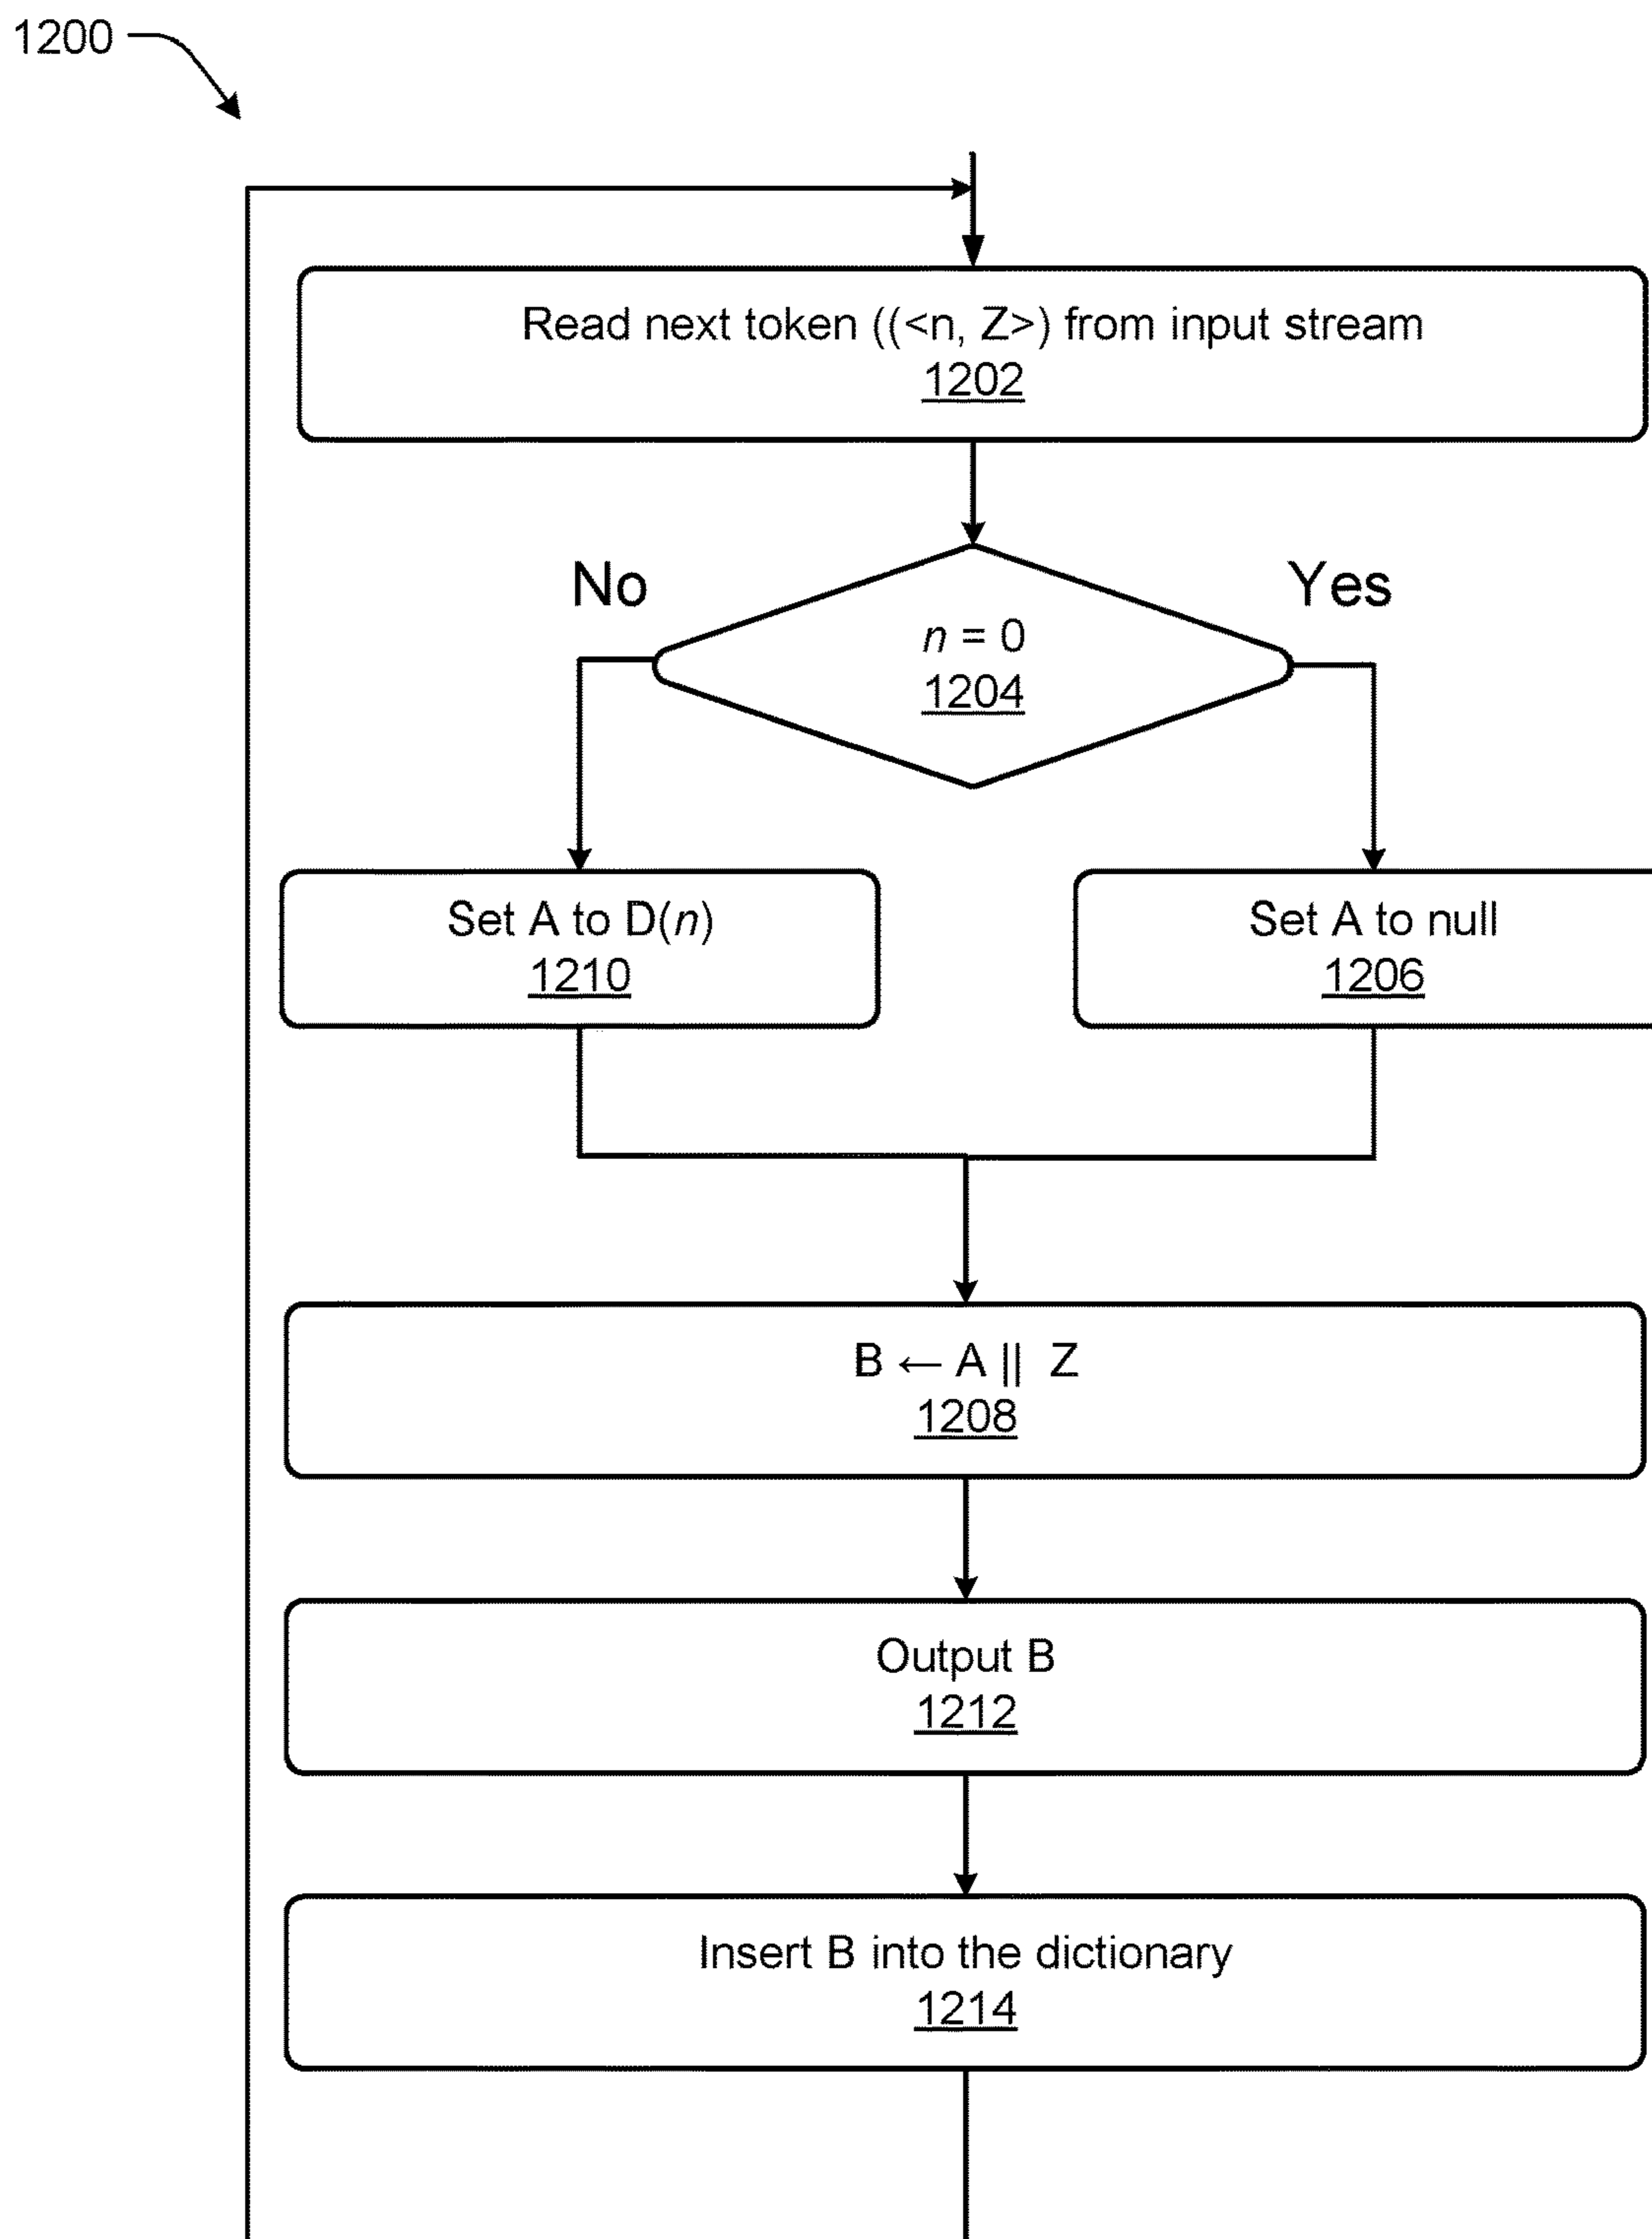 1200
Read next token ((<n, Z>) from input stream
1202
No
Yes
n = 0
1204
Set A to D(n)
1210
Set A to null
1206
B ← A || Z
1208
Output B
1212
Insert B into the dictionary
1214